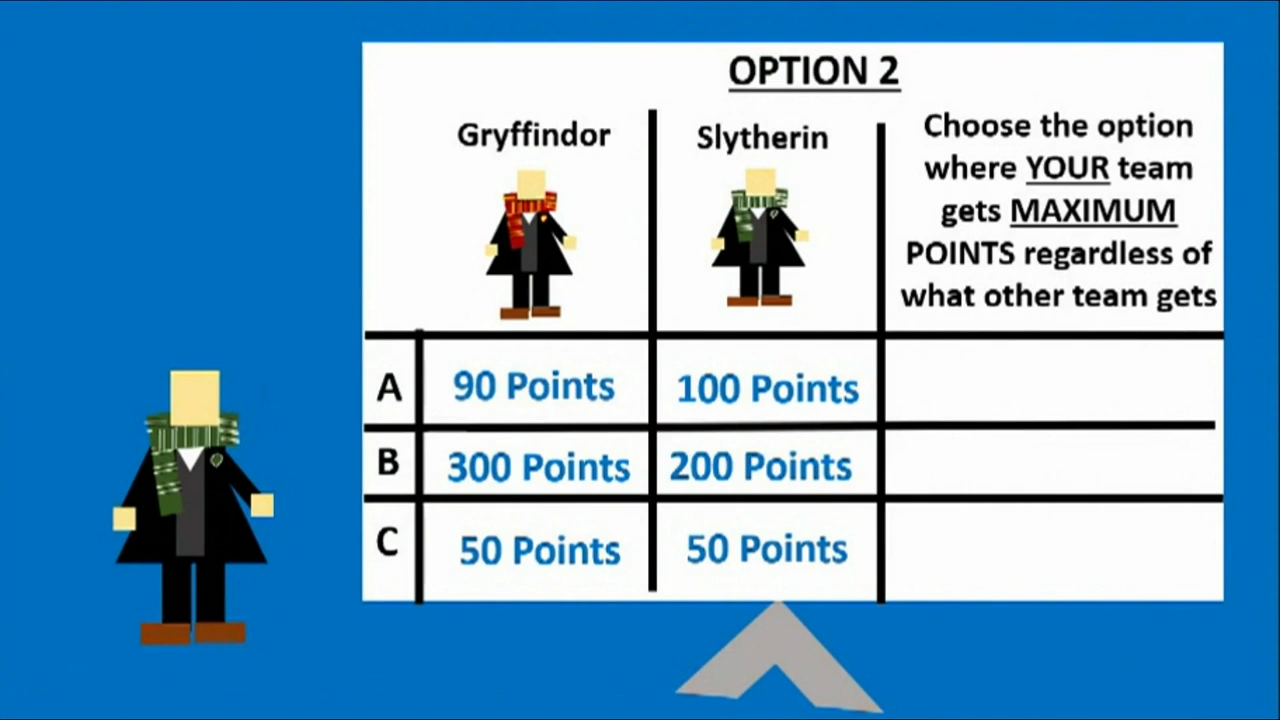 OPTION 2
Gryffindor
Slytherin
Choose the option
where YOUR team
gets MAXIMUM
POINTS regardless of
what other team gets
A 90 Points 100 Points
B 300 Points 200 Points
C 50 Points 50 Points